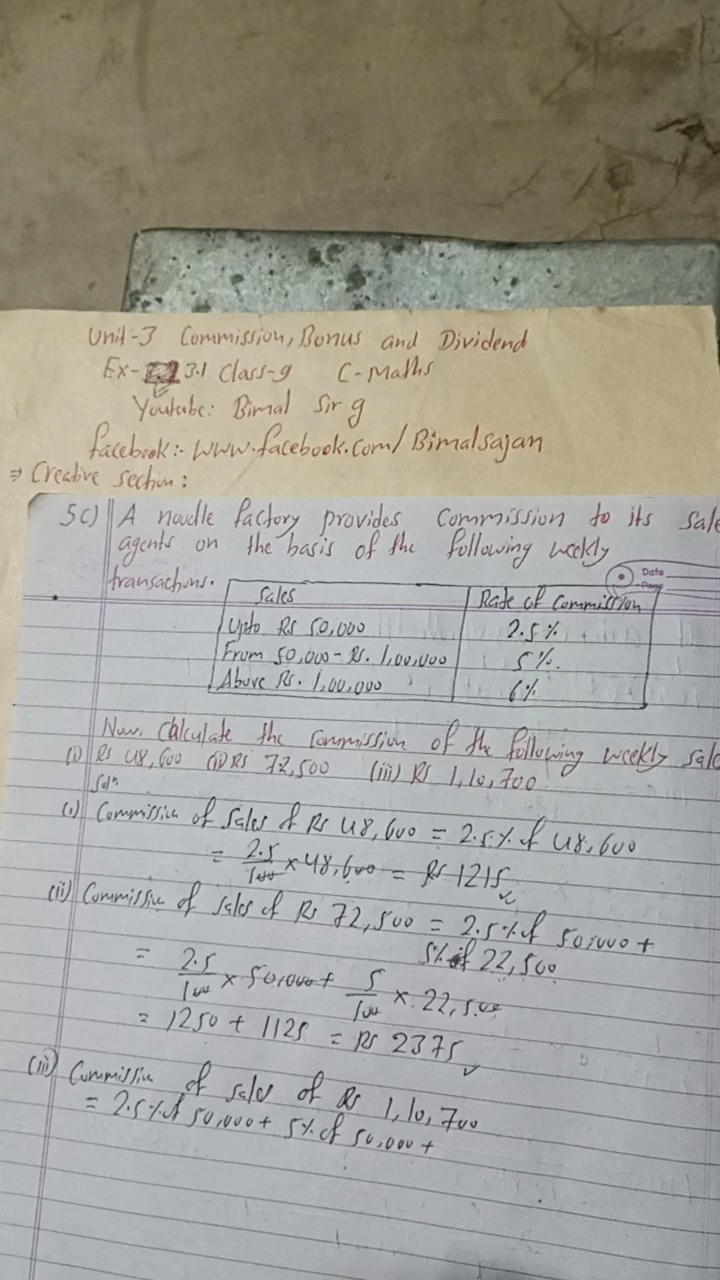 Unit-3 Commission, Bonus and Dividend
Ex- 3.1 Class-9 C-Maths
Youtube: Bimal Sir g
facebook:- www.facebook.com/Bimalsajan
⇒ Creative section:
5c) A noodle factory provides commission to its sale
agents on the basis of the following weekly
transactions.
Date
Page
Sales Rate of Commission
Upto Rs 50,000 2.5%
From 50,000 - Rs. 1,00,000 5%.
Above Rs. 1,00,000 6%
Now, Calculate the commission of the following weekly sale
(i) Rs 48,600 (ii) Rs 72,500 (iii) Rs 1,10,700
Soln
(i) Commission of sales of Rs 48,600 = 2.5% of 48,600
= 2.5/100 × 48,600 = Rs 1215
(ii) Commission of sales of Rs 72,500 = 2.5% of 50,000 +
5% of 22,500
= 2.5/100 × 50,000 + 5/100 × 22,500
= 1250 + 1125 = Rs 2375
(iii) Commission of sales of Rs 1,10,700
= 2.5% of 50,000 + 5% of 50,000 +